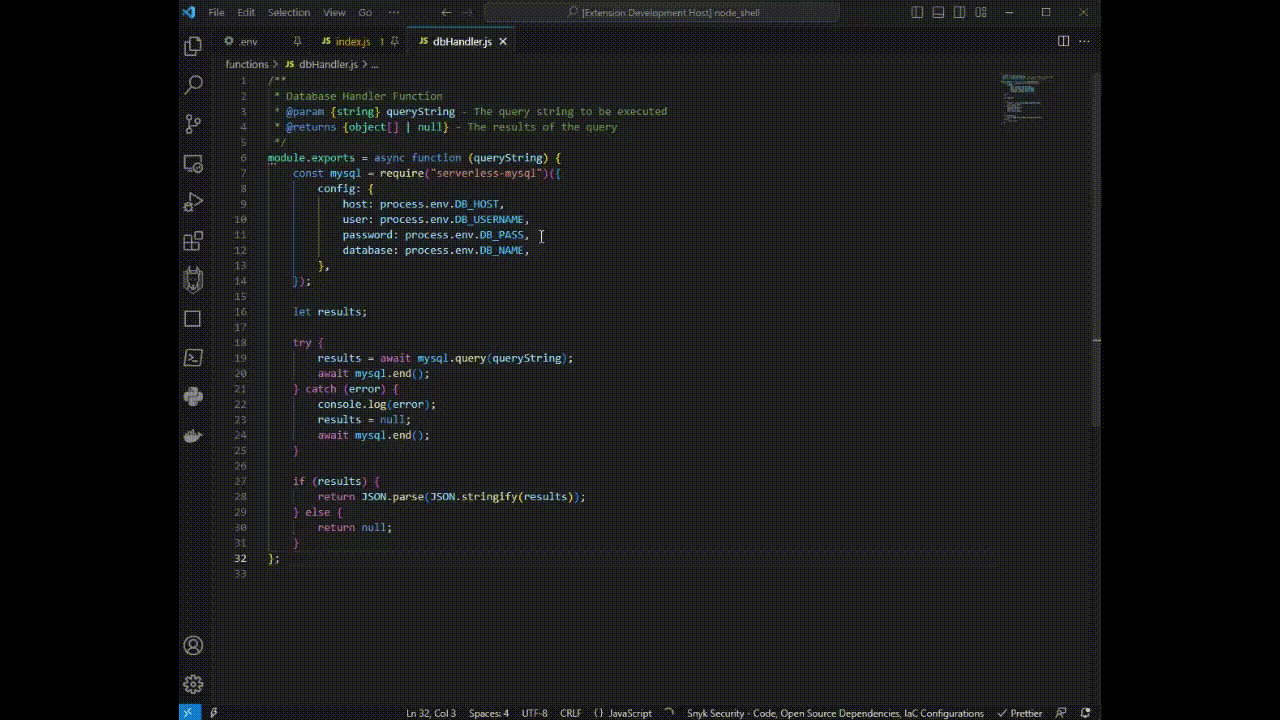 File Edit Selection View Go ··· ← → [Extension Development Host] node_shell
.env JS index.js 1 JS dbHandler.js ×
functions > JS dbHandler.js > ...
1 /**
2 * Database Handler Function
3 * @param {string} queryString - The query string to be executed
4 * @returns {object[] | null} - The results of the query
5 */
6 module.exports = async function (queryString) {
7 const mysql = require("serverless-mysql")({
8 config: {
9 host: process.env.DB_HOST,
10 user: process.env.DB_USERNAME,
11 password: process.env.DB_PASS,
12 database: process.env.DB_NAME,
13 },
14 });
15
16 let results;
17
18 try {
19 results = await mysql.query(queryString);
20 await mysql.end();
21 } catch (error) {
22 console.log(error);
23 results = null;
24 await mysql.end();
25 }
26
27 if (results) {
28 return JSON.parse(JSON.stringify(results));
29 } else {
30 return null;
31 }
32 };
33
Ln 32, Col 3 Spaces: 4 UTF-8 CRLF {} JavaScript Snyk Security - Code, Open Source Dependencies, IaC Configurations ✓ Prettier